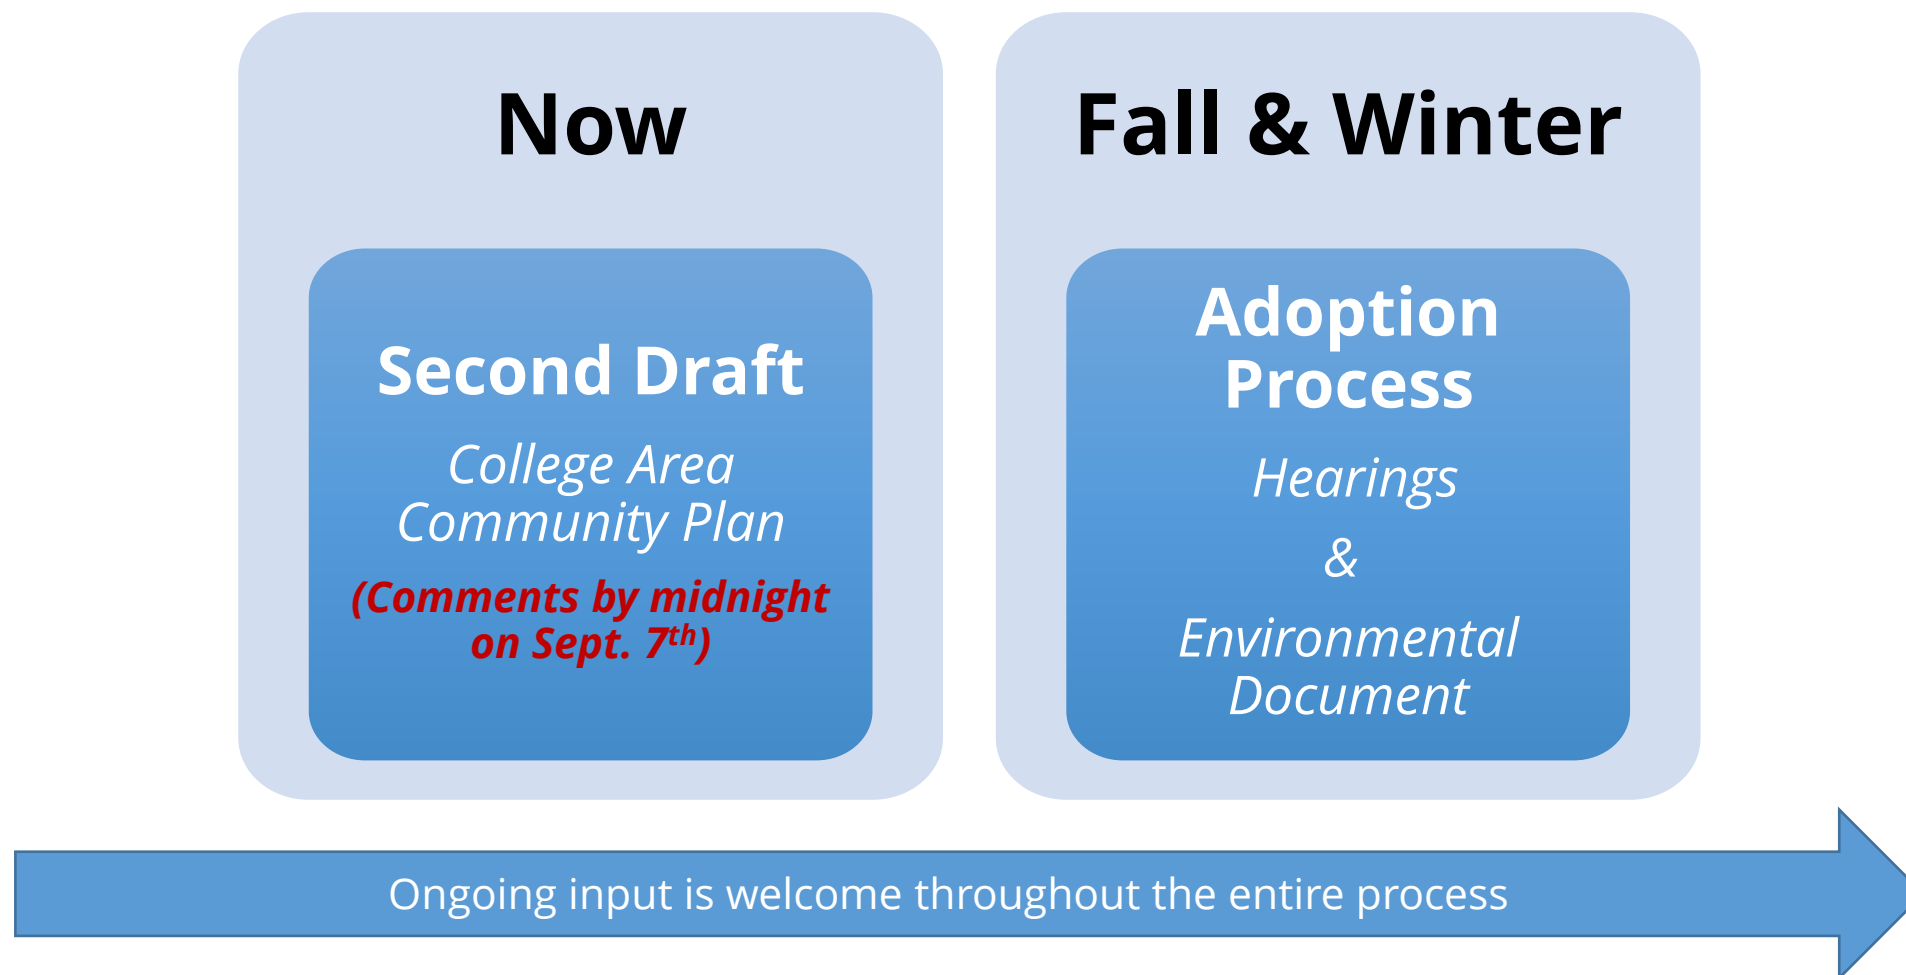 Now
Second Draft
College Area
Community Plan
(Comments by midnight
on Sept. 7th)
Fall & Winter
Adoption
Process
Hearings
&
Environmental
Document
Ongoing input is welcome throughout the entire process